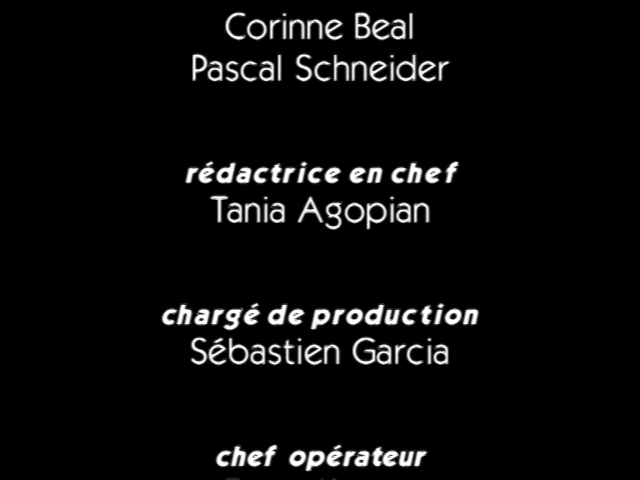 Corinne Beal
Pascal Schneider
rédactrice en chef
Tania Agopian
chargé de production
Sébastien Garcia
chef opérateur